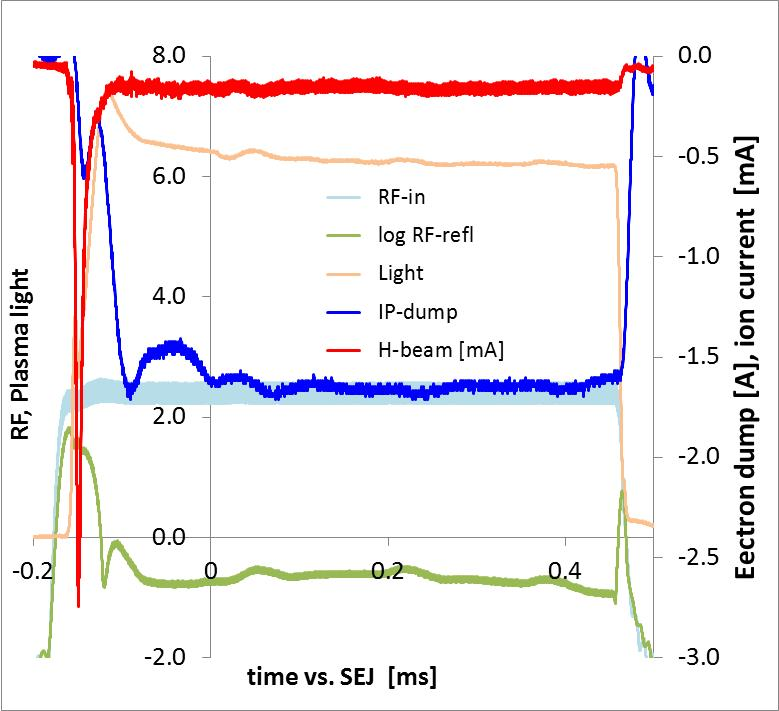 8.0
6.0
4.0
2.0
0.0
-2.0
0.0
-0.5
-1.0
-1.5
-2.0
-2.5
-3.0
-0.2
0
0.2
0.4
RF-in
log RF-refl
Light
IP-dump
H-beam [mA]
RF, Plasma light
Eectron dump [A], ion current [mA]
time vs. SEJ [ms]